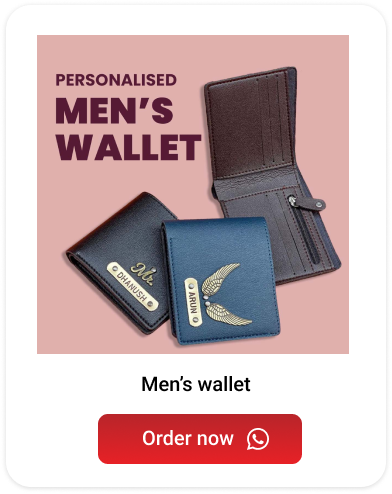 PERSONALISED
MEN'S
WALLET
Mr.
DHANUSH
ARUN
Men's wallet
Order now